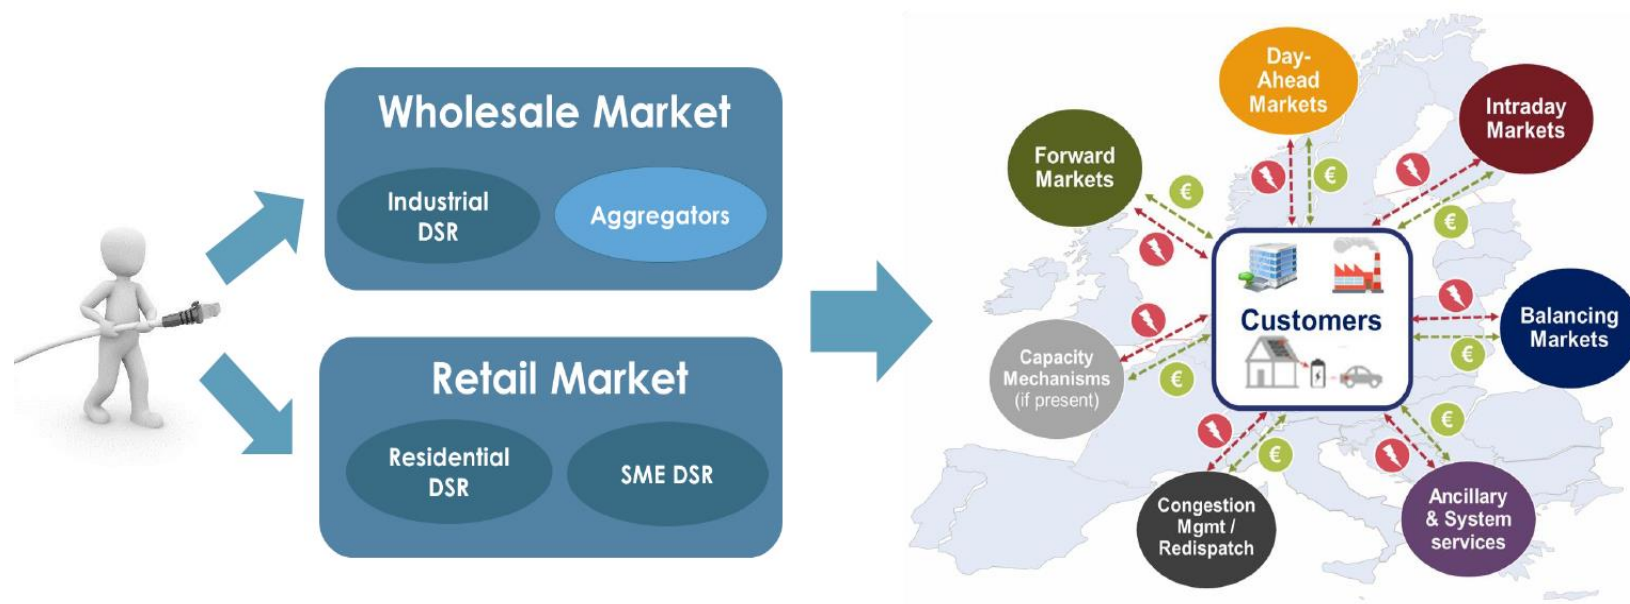 Wholesale Market
Industrial
DSR
Aggregators
Retail Market
Residential
DSR
SME DSR
Day-
Ahead
Markets
Intraday
Markets
Forward
Markets
€
€
€
Customers
Balancing
Markets
€
Capacity
Mechanisms
(if present)
€
€
€
Congestion
Mgmt /
Redispatch
Ancillary
& System
services